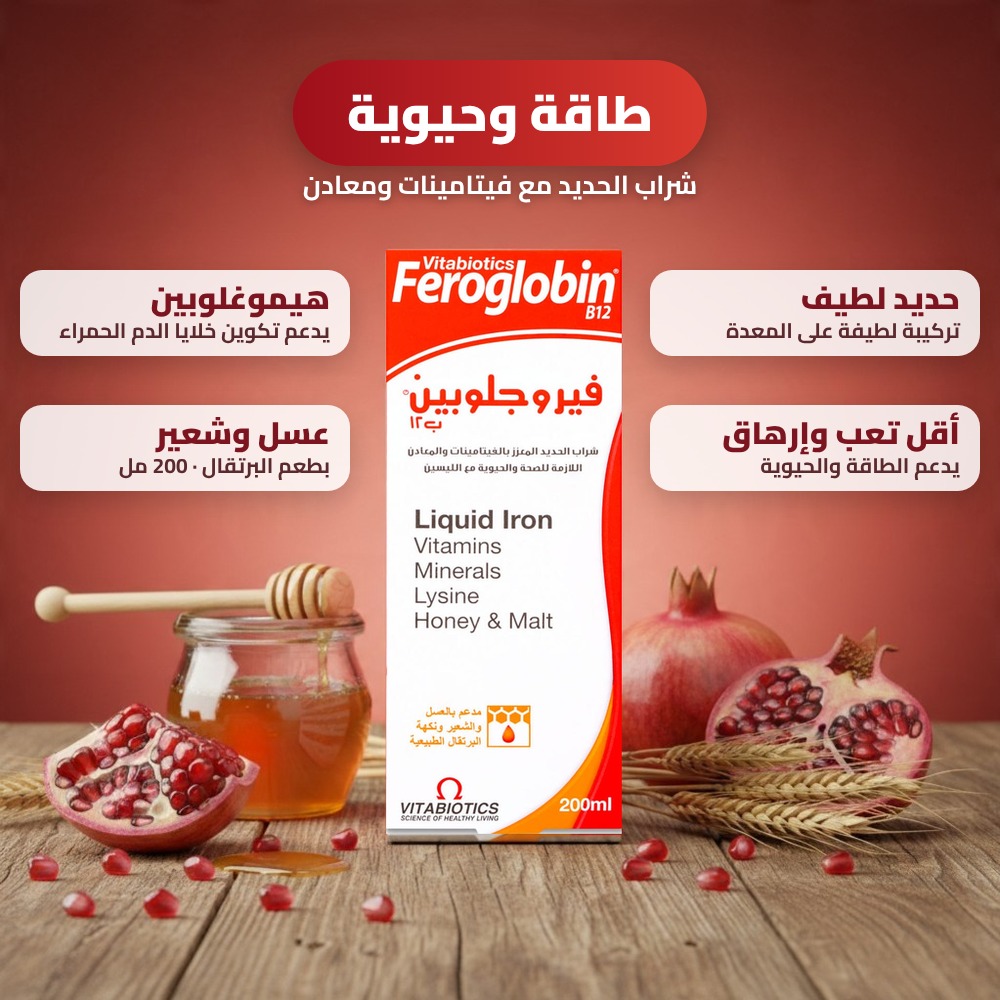 طاقة وحيوية
شراب الحديد مع فيتامينات ومعادن
حديد لطيف
تركيبة لطيفة على المعدة
هيموغلوبين
يدعم تكوين خلايا الدم الحمراء
أقل تعب وإرهاق
يدعم الطاقة والحيوية
عسل وشعير
بطعم البرتقال · 200 مل
Vitabiotics
Feroglobin®
B12
فيروجلوبين
ب١٢
شراب الحديد المعزز بالفيتامينات والمعادن
اللازمة للصحة والحيوية مع الليسين
Liquid Iron
Vitamins
Minerals
Lysine
Honey & Malt
مدعم بالعسل
والشعير ونكهة
البرتقال الطبيعية
VITABIOTICS
SCIENCE OF HEALTHY LIVING
200ml